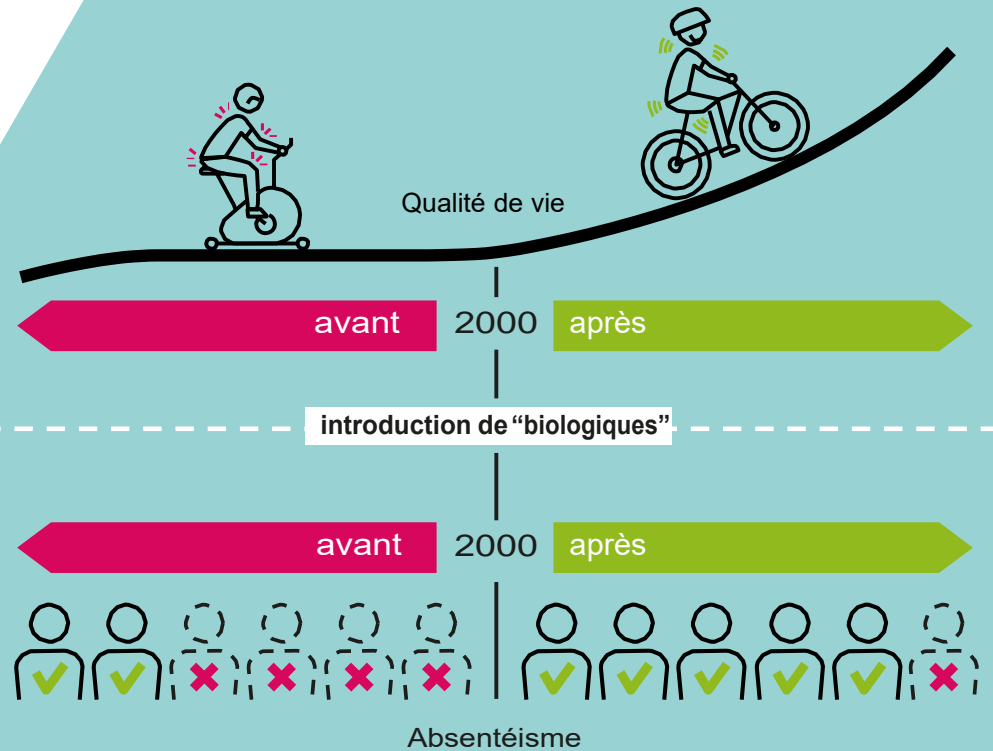 Qualité de vie
avant 2000 après
introduction de “biologiques”
avant 2000 après
Absentéisme